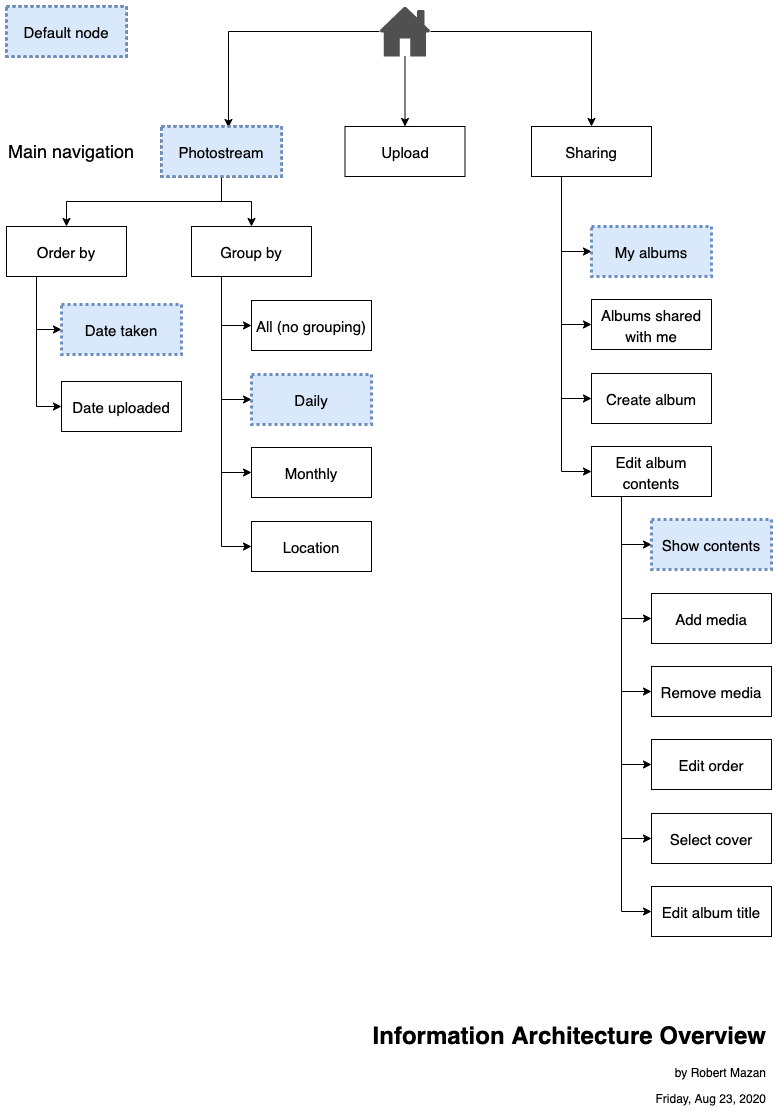 Default node
Main navigation
Photostream
Upload
Sharing
Order by
Group by
My albums
Date taken
All (no grouping)
Albums shared
with me
Date uploaded
Daily
Create album
Monthly
Edit album
contents
Location
Show contents
Add media
Remove media
Edit order
Select cover
Edit album title
Information Architecture Overview
by Robert Mazan
Friday, Aug 23, 2020